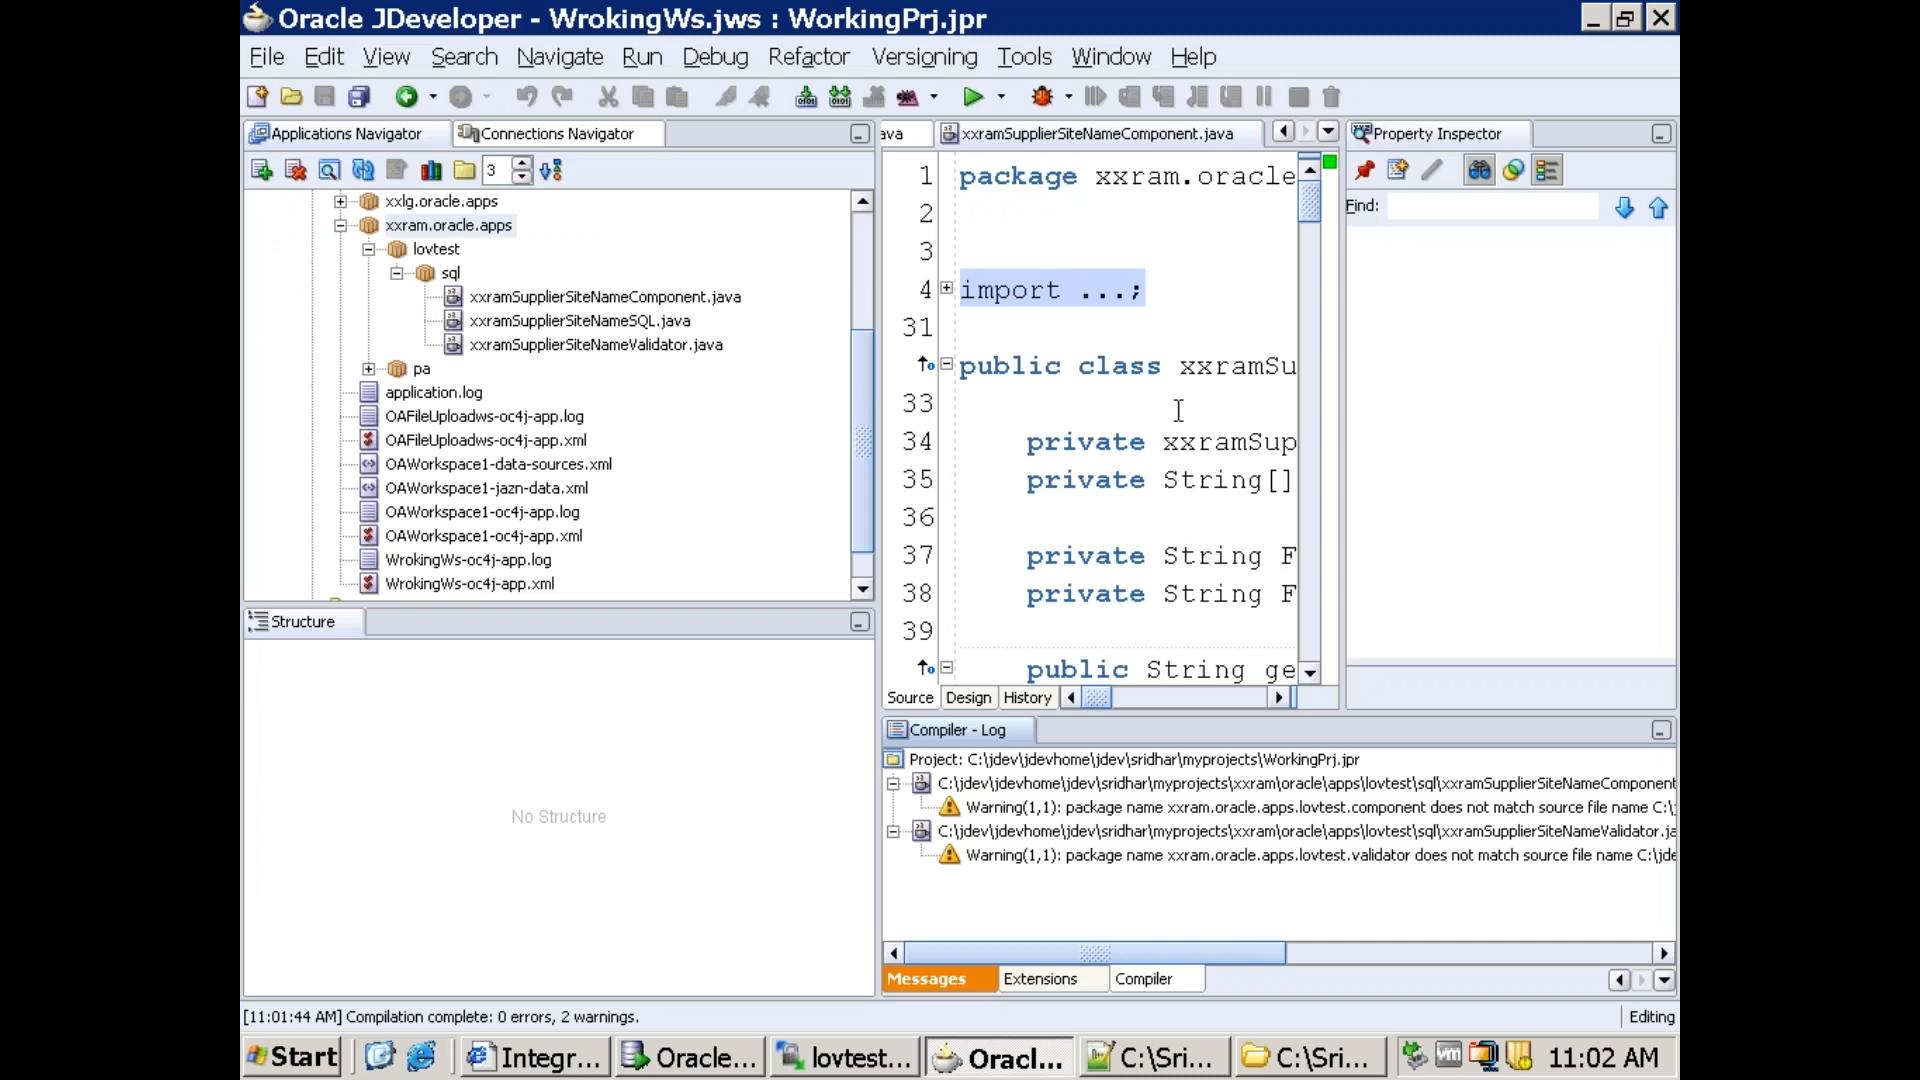 Oracle JDeveloper - WrokingWs.jws : WorkingPrj.jpr
File Edit View Search Navigate Run Debug Refactor Versioning Tools Window Help
Applications Navigator
Connections Navigator
3
xxlg.oracle.apps
xxram.oracle.apps
lovtest
sql
xxramSupplierSiteNameComponent.java
xxramSupplierSiteNameSQL.java
xxramSupplierSiteNameValidator.java
pa
application.log
OAFileUploadws-oc4j-app.log
OAFileUploadws-oc4j-app.xml
OAWorkspace1-data-sources.xml
OAWorkspace1-jazn-data.xml
OAWorkspace1-oc4j-app.log
OAWorkspace1-oc4j-app.xml
WrokingWs-oc4j-app.log
WrokingWs-oc4j-app.xml
Structure
No Structure
ava
xxramSupplierSiteNameComponent.java
1 package xxram.oracle
2
3
4 import ...;
31
public class xxramSu
33
34 private xxramSup
35 private String[]
36
37 private String F
38 private String F
39
public String ge
Source Design History
Property Inspector
Find:
Compiler - Log
Project: C:\jdev\jdevhome\jdev\sridhar\myprojects\WorkingPrj.jpr
C:\jdev\jdevhome\jdev\sridhar\myprojects\xxram\oracle\apps\lovtest\sql\xxramSupplierSiteNameComponent
Warning(1,1): package name xxram.oracle.apps.lovtest.component does not match source file name C:\
C:\jdev\jdevhome\jdev\sridhar\myprojects\xxram\oracle\apps\lovtest\sql\xxramSupplierSiteNameValidator.ja
Warning(1,1): package name xxram.oracle.apps.lovtest.validator does not match source file name C:\jde
Messages Extensions Compiler
[11:01:44 AM] Compilation complete: 0 errors, 2 warnings.
Editing
Start
Integr...
Oracle...
lovtest...
Oracl...
C:\Sri...
C:\Sri...
11:02 AM